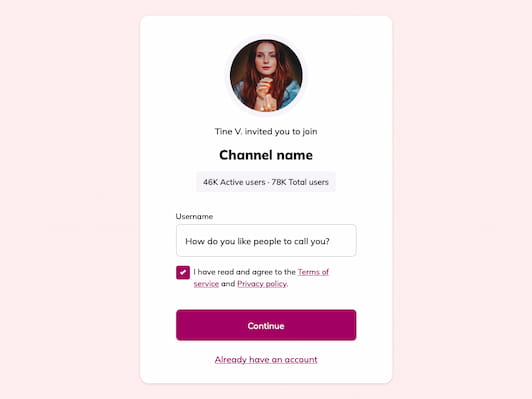 Tine V. invited you to join
Channel name
46K Active users · 78K Total users
Username
How do you like people to call you?
I have read and agree to the Terms of
service and Privacy policy.
Continue
Already have an account